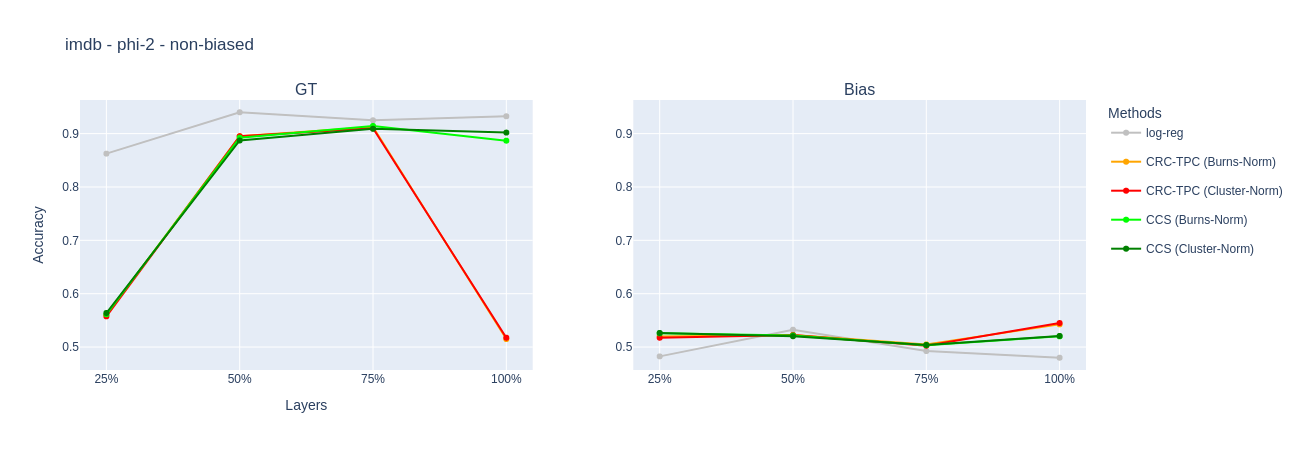 imdb - phi-2 - non-biased
GT
Bias
Accuracy
0.9
0.8
0.7
0.6
0.5
25%
50%
75%
100%
Layers
0.9
0.8
0.7
0.6
0.5
25%
50%
75%
100%
Methods
log-reg
CRC-TPC (Burns-Norm)
CRC-TPC (Cluster-Norm)
CCS (Burns-Norm)
CCS (Cluster-Norm)